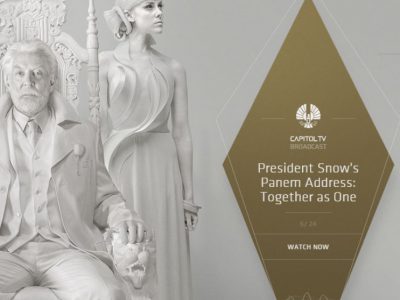 CAPITOL.TV
BROADCAST
President Snow's
Panem Address:
Together as One
6/24
WATCH NOW